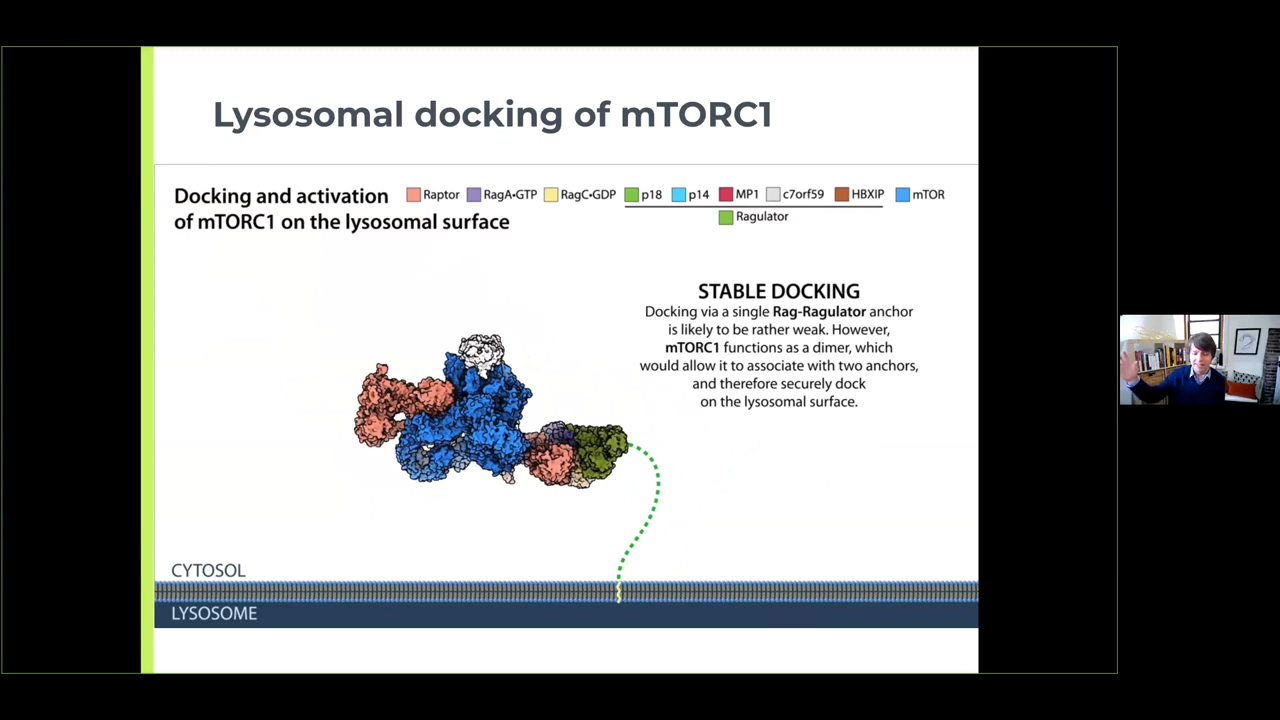 Lysosomal docking of mTORC1
Docking and activation
of mTORC1 on the lysosomal surface
Raptor RagA•GTP RagC•GDP p18 p14 MP1 c7orf59 HBXIP mTOR
Ragulator
STABLE DOCKING
Docking via a single Rag-Ragulator anchor
is likely to be rather weak. However,
mTORC1 functions as a dimer, which
would allow it to associate with two anchors,
and therefore securely dock
on the lysosomal surface.
CYTOSOL
LYSOSOME